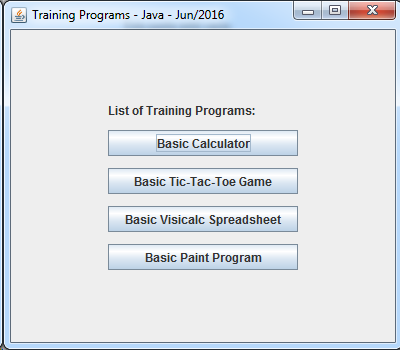 Training Programs - Java - Jun/2016
List of Training Programs:
Basic Calculator
Basic Tic-Tac-Toe Game
Basic Visicalc Spreadsheet
Basic Paint Program